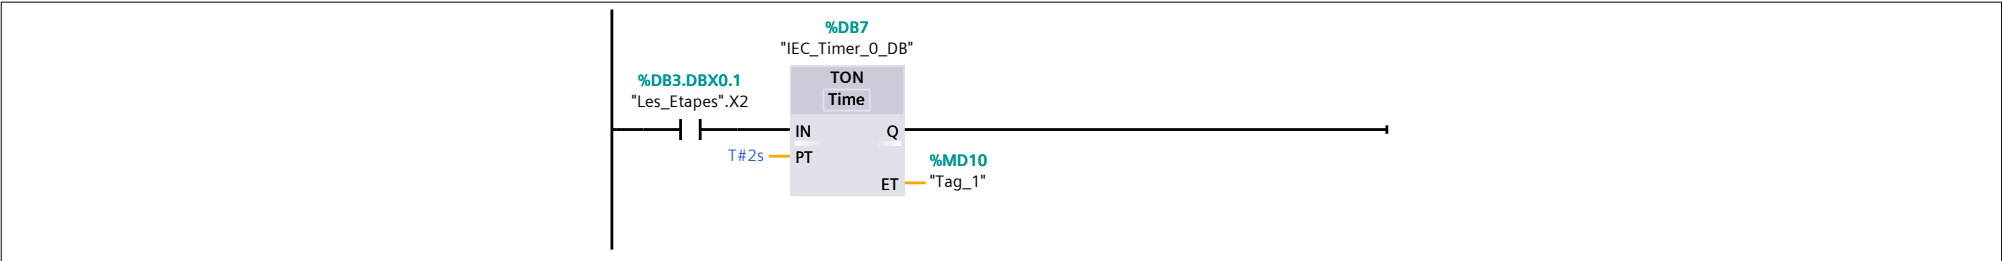 %DB7
"IEC_Timer_0_DB"
%DB3.DBX0.1
"Les_Etapes".X2
TON
Time
IN
Q
T#2s
PT
%MD10
ET
"Tag_1"